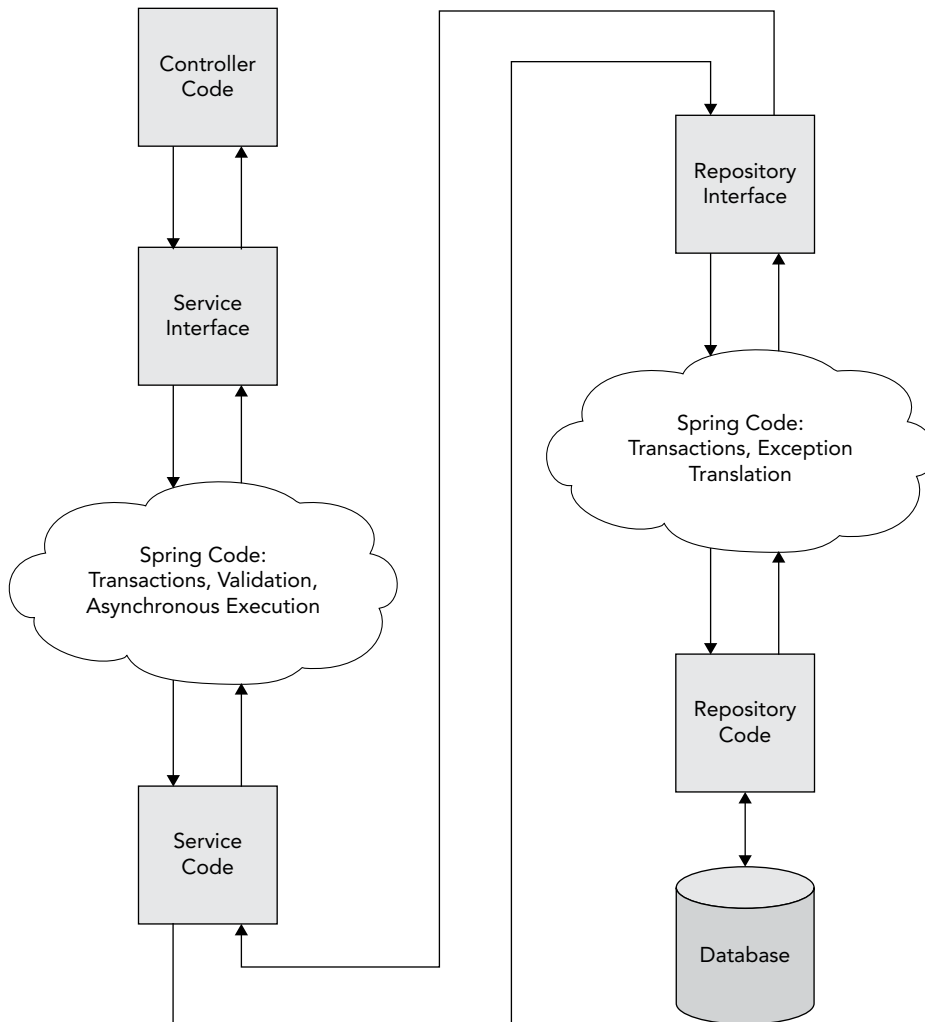 Controller
Code
Service
Interface
Spring Code:
Transactions, Validation,
Asynchronous Execution
Service
Code
Repository
Interface
Spring Code:
Transactions, Exception
Translation
Repository
Code
Database